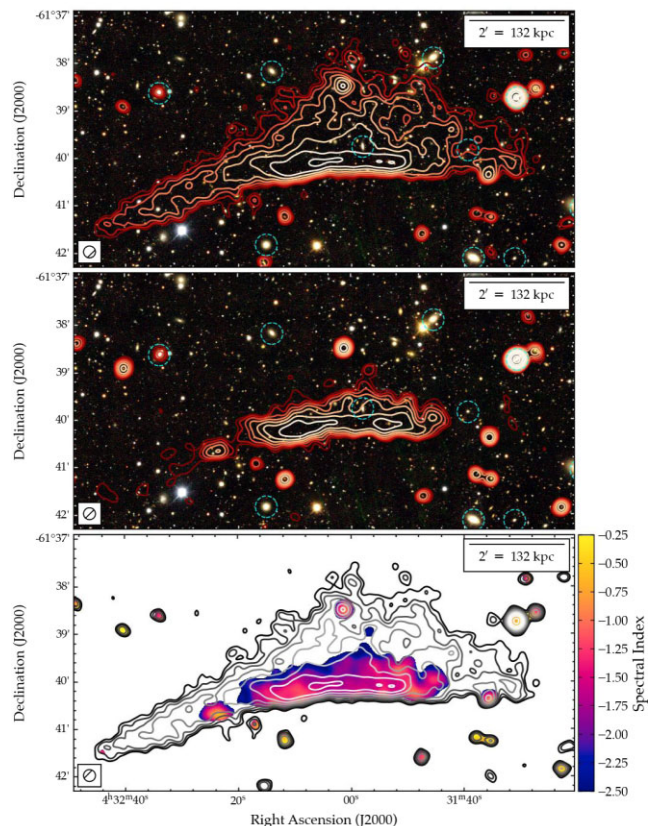 -61°37'
2' = 132 kpc
38'
39'
40'
41'
42'
Declination (J2000)
-61°37'
2' = 132 kpc
38'
39'
40'
41'
42'
Declination (J2000)
-61°37'
2' = 132 kpc
38'
39'
40'
41'
42'
Declination (J2000)
4ʰ32ᵐ40ˢ
20ˢ
00ˢ
31ᵐ40ˢ
Right Ascension (J2000)
−0.25
−0.50
−0.75
−1.00
−1.25
−1.50
−1.75
−2.00
−2.25
−2.50
Spectral Index